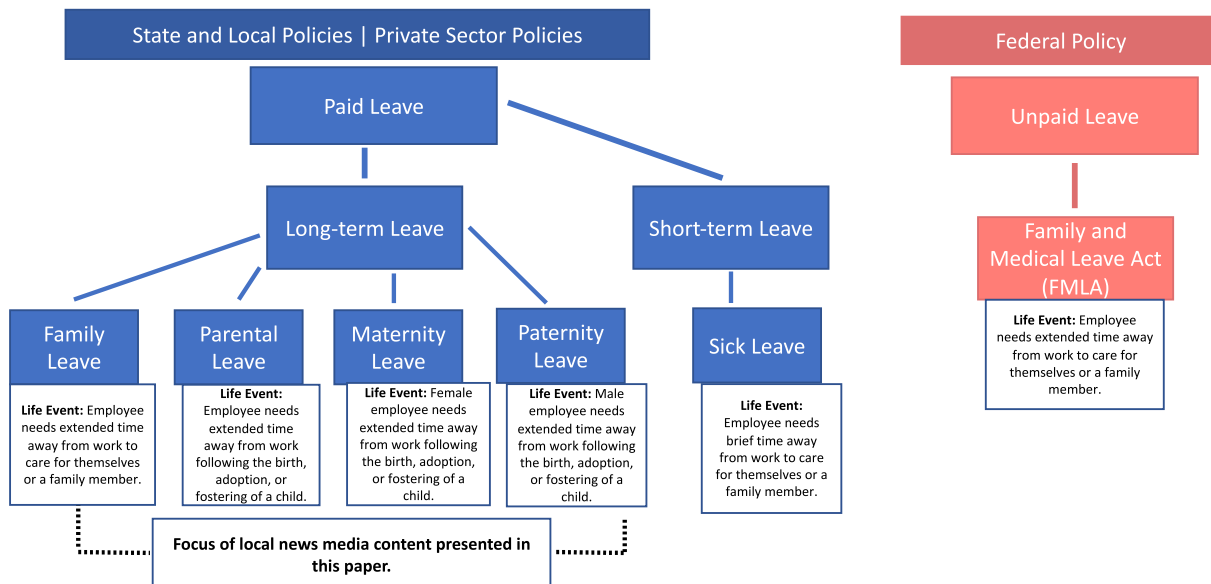 State and Local Policies | Private Sector Policies
Federal Policy
Paid Leave
Unpaid Leave
Long-term Leave
Short-term Leave
Family and
Medical Leave Act
(FMLA)
Life Event: Employee
needs extended time away
from work to care for
themselves or a family
member.
Family
Leave
Life Event: Employee
needs extended time
away from work to
care for themselves
or a family member.
Parental
Leave
Life Event:
Employee needs
extended time
away from work
following the birth,
adoption, or
fostering of a child.
Maternity
Leave
Life Event: Female
employee needs
extended time away
from work following
the birth, adoption,
or fostering of a
child.
Paternity
Leave
Life Event: Male
employee needs
extended time away
from work following
the birth, adoption,
or fostering of a
child.
Sick Leave
Life Event:
Employee needs
brief time away
from work to care
for themselves or a
family member.
Focus of local news media content presented in
this paper.